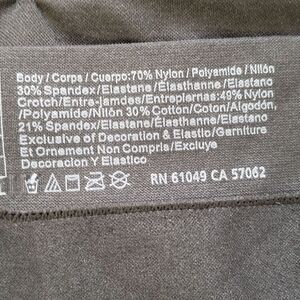 Body / Corps / Cuerpo:70% Nylon / Polyamide / Nilón
30% Spandex/Elastane/Élasthanne/Elastano
Crotch/Entre-jambes/Entrepiernas:49% Nylon
/Polyamide/Nilón 30% Cotton/Coton/Algodón,
21% Spandex/Elastane/Élasthanne/Elastano
Exclusive of Decoration & Elastic/Garniture
Et Ornement Non Compris/Excluye
Decoracion Y Elastico
RN 61049 CA 57062